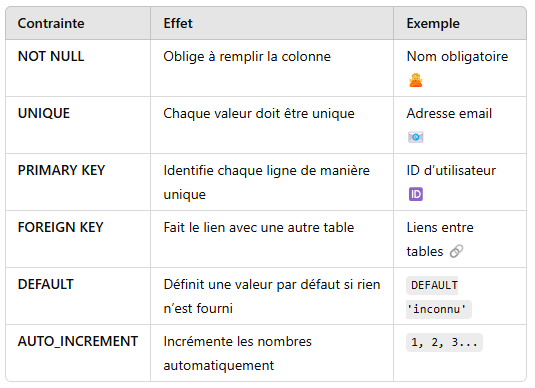 Contrainte Effet Exemple
NOT NULL Oblige à remplir la colonne Nom obligatoire
🙅
UNIQUE Chaque valeur doit être unique Adresse email
📧
PRIMARY KEY Identifie chaque ligne de manière ID d’utilisateur
unique 🆔
FOREIGN KEY Fait le lien avec une autre table Liens entre
tables 🔗
DEFAULT Définit une valeur par défaut si rien DEFAULT
n’est fourni 'inconnu'
AUTO_INCREMENT Incrémente les nombres 1, 2, 3...
automatiquement